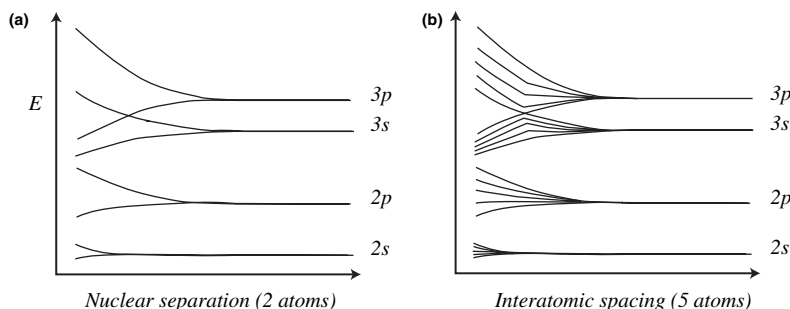 (a)
E
3p
3s
2p
2s
Nuclear separation (2 atoms)
(b)
3p
3s
2p
2s
Interatomic spacing (5 atoms)